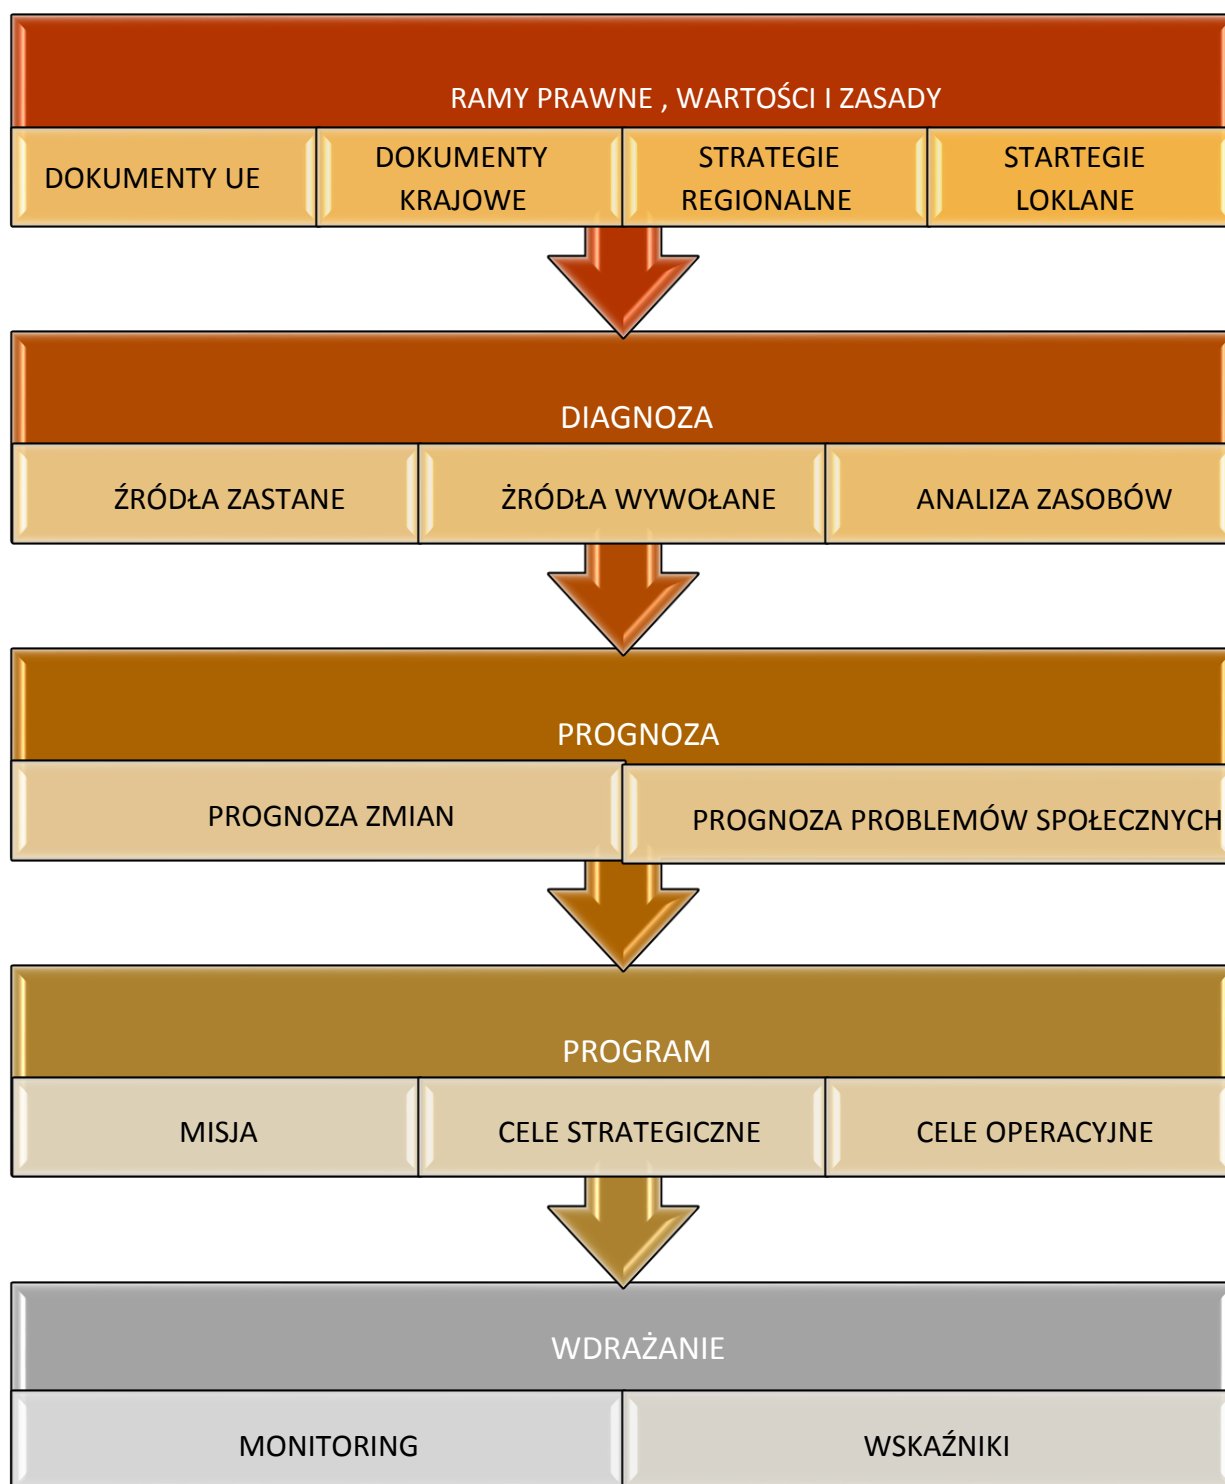 RAMY PRAWNE , WARTOŚCI I ZASADY
DOKUMENTY UE
DOKUMENTY
KRAJOWE
STRATEGIE
REGIONALNE
STARTEGIE
LOKLANE
DIAGNOZA
ŹRÓDŁA ZASTANE
ŻRÓDŁA WYWOŁANE
ANALIZA ZASOBÓW
PROGNOZA
PROGNOZA ZMIAN
PROGNOZA PROBLEMÓW SPOŁECZNYCH
PROGRAM
MISJA
CELE STRATEGICZNE
CELE OPERACYJNE
WDRAŻANIE
MONITORING
WSKAŹNIKI